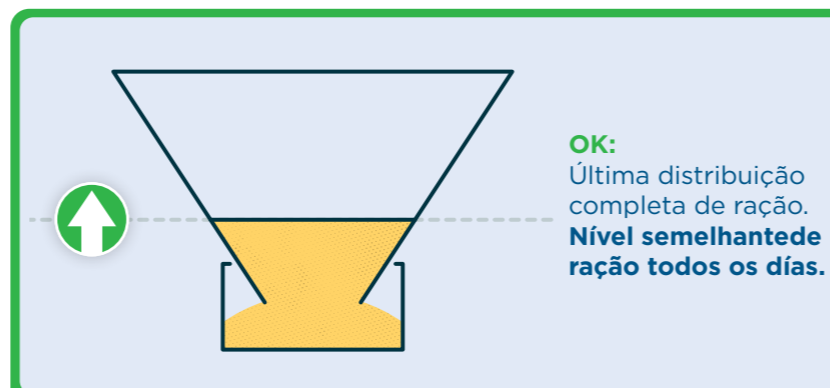 OK:
Última distribuição
completa de ração.
Nível semelhantede
ração todos os días.